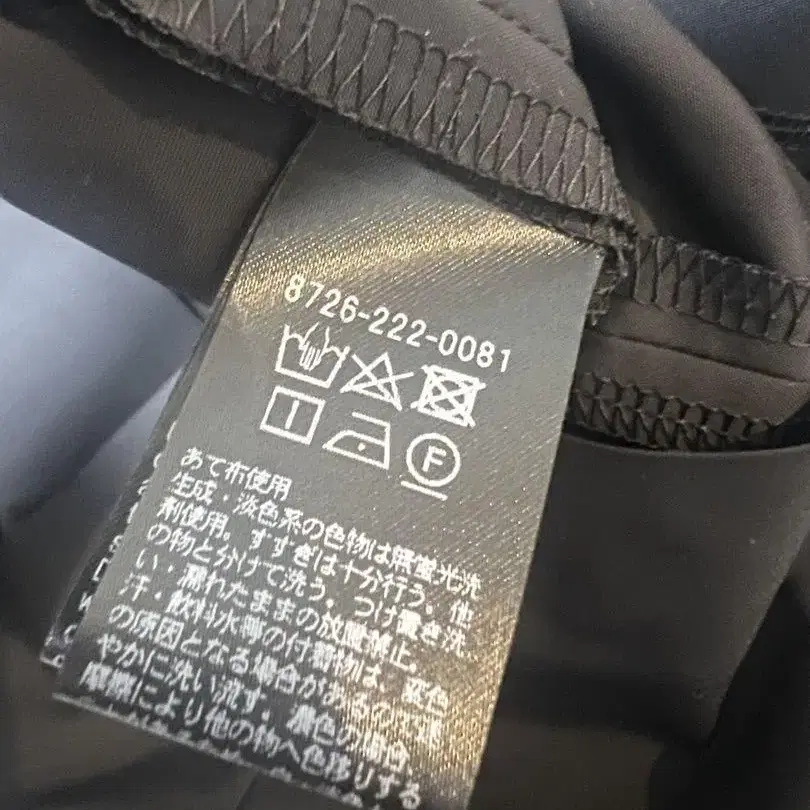 8726-222-0081
F
あて布使用
生成・淡色系の色物は無蛍光洗
剤使用。すすぎは十分行う。他
の物と分けて洗う。つけ置き洗
い・濡れたままの放置禁止。
汗・飲料水等の付着物は、変色
の原因となる場合があるので速
やかに洗い流す。濃色の場合、
摩擦により他の物へ色移りする